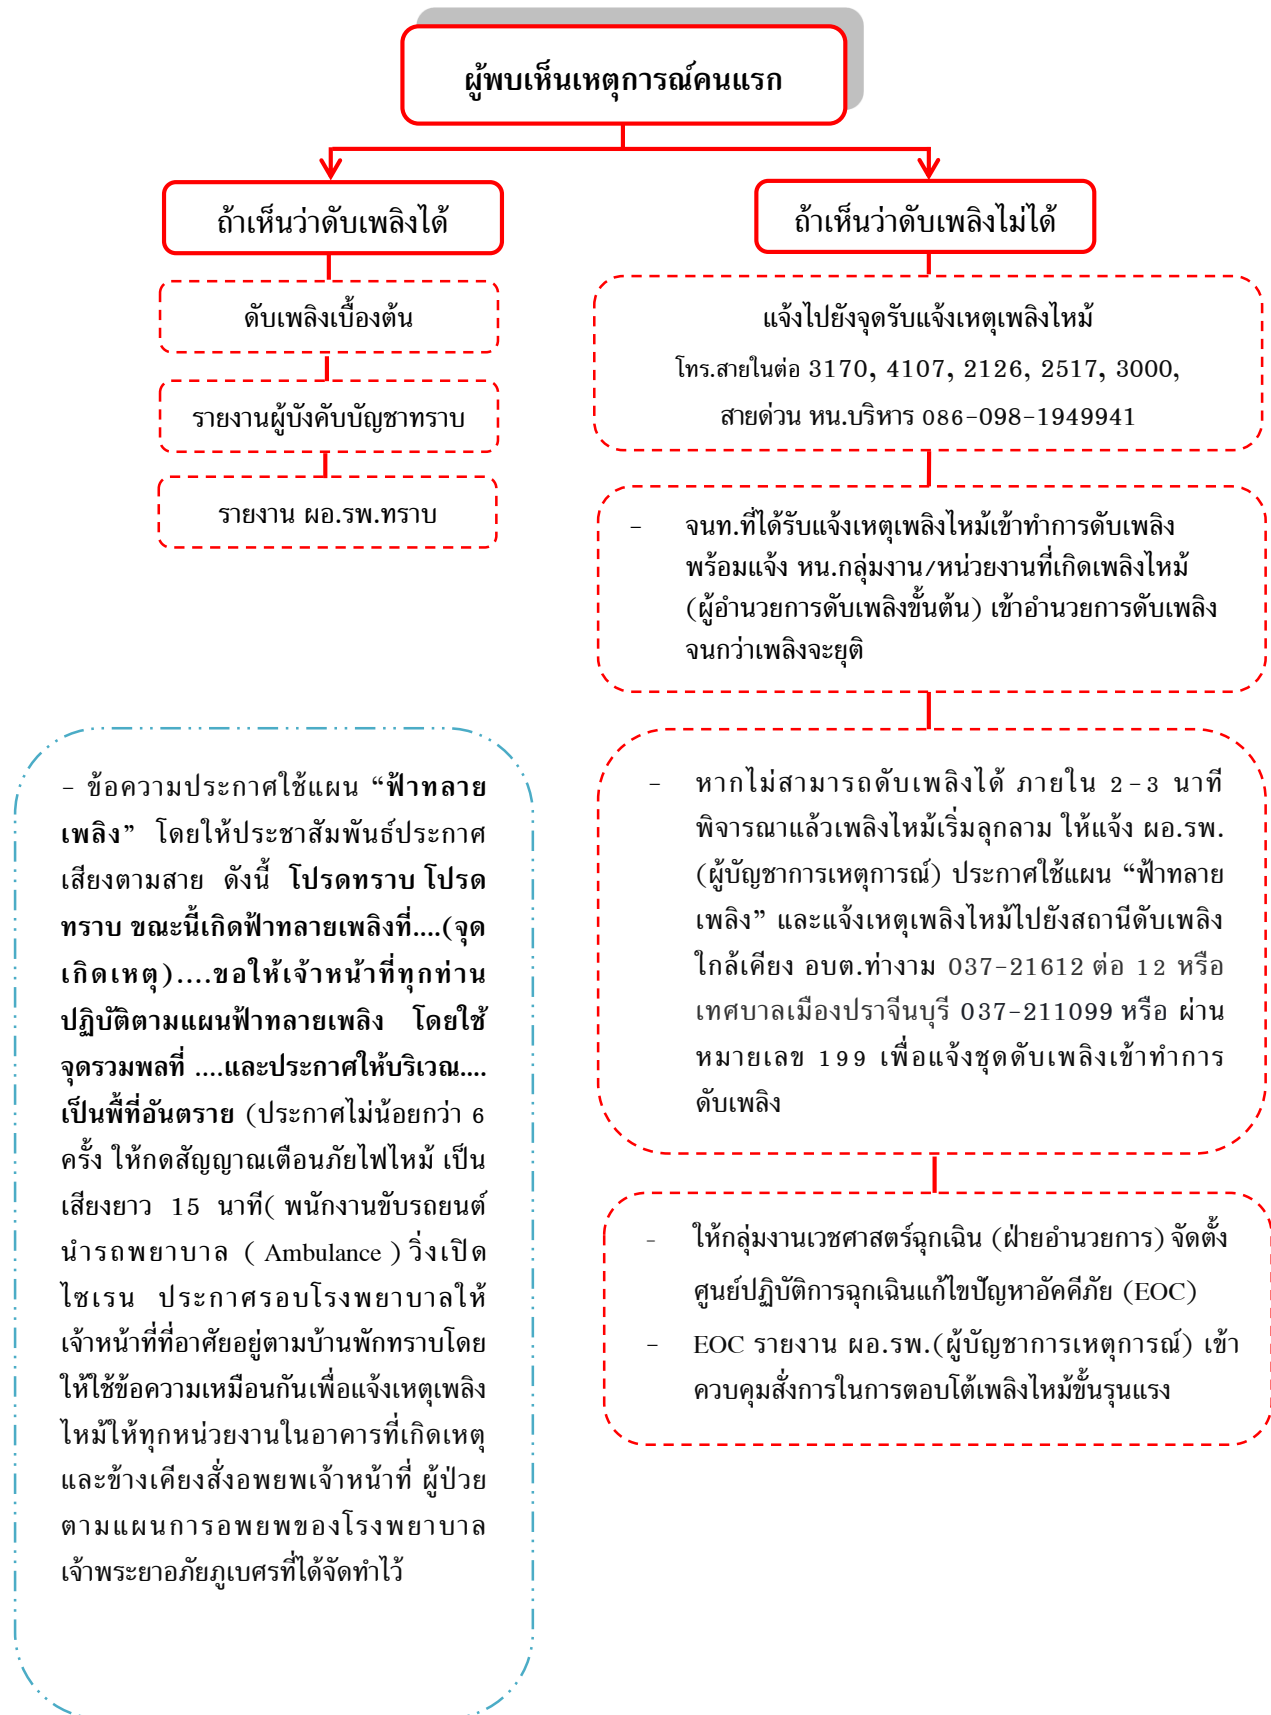 ผู้พบเห็นเหตุการณ์คนแรก
ถ้าเห็นว่าดับเพลิงได้
ดับเพลิงเบื้องต้น
รายงานผู้บังคับบัญชาทราบ
รายงาน ผอ.รพ.ทราบ
ถ้าเห็นว่าดับเพลิงไม่ได้
แจ้งไปยังจุดรับแจ้งเหตุเพลิงไหม้
โทร.สายในต่อ 3170, 4107, 2126, 2517, 3000,
สายด่วน หน.บริหาร 086-098-1949941
- จนท.ที่ได้รับแจ้งเหตุเพลิงไหม้เข้าทำการดับเพลิง
พร้อมแจ้ง หน.กลุ่มงาน/หน่วยงานที่เกิดเพลิงไหม้
(ผู้อำนวยการดับเพลิงขั้นต้น) เข้าอำนวยการดับเพลิง
จนกว่าเพลิงจะยุติ
- หากไม่สามารถดับเพลิงได้ ภายใน 2-3 นาที
พิจารณาแล้วเพลิงไหม้เริ่มลุกลาม ให้แจ้ง ผอ.รพ.
(ผู้บัญชาการเหตุการณ์) ประกาศใช้แผน “ฟ้าทลาย
เพลิง” และแจ้งเหตุเพลิงไหม้ไปยังสถานีดับเพลิง
ใกล้เคียง อบต.ท่างาม 037-21612 ต่อ 12 หรือ
เทศบาลเมืองปราจีนบุรี 037-211099 หรือ ผ่าน
หมายเลข 199 เพื่อแจ้งชุดดับเพลิงเข้าทำการ
ดับเพลิง
- ให้กลุ่มงานเวชศาสตร์ฉุกเฉิน (ฝ่ายอำนวยการ) จัดตั้ง
ศูนย์ปฏิบัติการฉุกเฉินแก้ไขปัญหาอัคคีภัย (EOC)
- EOC รายงาน ผอ.รพ.(ผู้บัญชาการเหตุการณ์) เข้า
ควบคุมสั่งการในการตอบโต้เพลิงไหม้ขั้นรุนแรง
- ข้อความประกาศใช้แผน “ฟ้าทลาย
เพลิง” โดยให้ประชาสัมพันธ์ประกาศ
เสียงตามสาย ดังนี้ โปรดทราบ โปรด
ทราบ ขณะนี้เกิดฟ้าทลายเพลิงที่....(จุด
เกิดเหตุ)....ขอให้เจ้าหน้าที่ทุกท่าน
ปฏิบัติตามแผนฟ้าทลายเพลิง โดยใช้
จุดรวมพลที่ ....และประกาศให้บริเวณ....
เป็นพื้ที่อันตราย (ประกาศไม่น้อยกว่า 6
ครั้ง ให้กดสัญญาณเตือนภัยไฟไหม้ เป็น
เสียงยาว 15 นาที( พนักงานขับรถยนต์
นำรถพยาบาล ( Ambulance ) วิ่งเปิด
ไซเรน ประกาศรอบโรงพยาบาลให้
เจ้าหน้าที่ที่อาศัยอยู่ตามบ้านพักทราบโดย
ให้ใช้ข้อความเหมือนกันเพื่อแจ้งเหตุเพลิง
ไหม้ให้ทุกหน่วยงานในอาคารที่เกิดเหตุ
และข้างเคียงสั่งอพยพเจ้าหน้าที่ ผู้ป่วย
ตามแผนการอพยพของโรงพยาบาล
เจ้าพระยาอภัยภูเบศรที่ได้จัดทำไว้